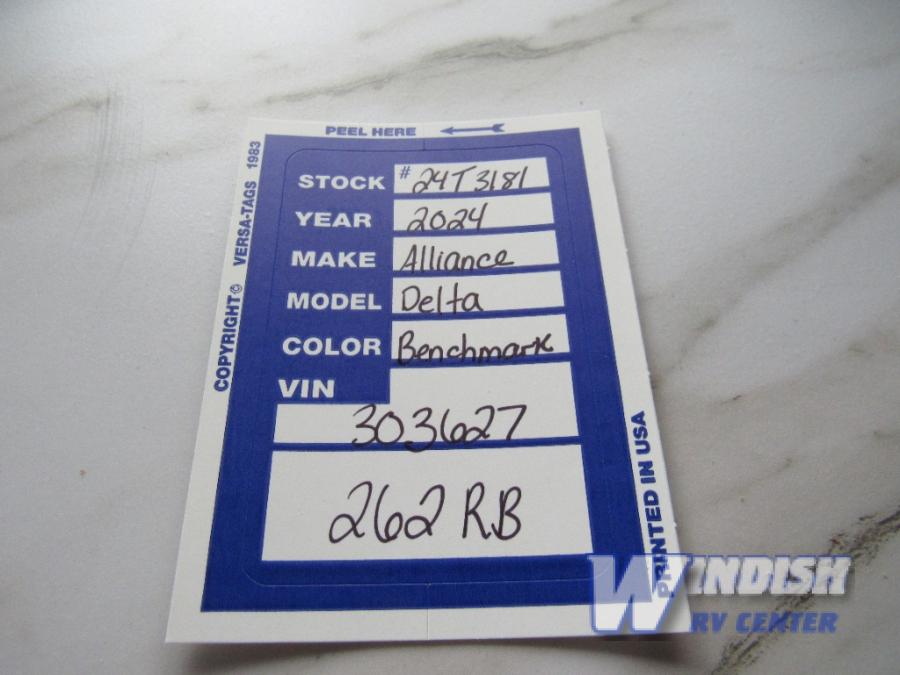 PEEL HERE
COPYRIGHT © VERSA-TAGS 1983
STOCK # 24T3181
YEAR 2024
MAKE Alliance
MODEL Delta
COLOR Benchmark
VIN
303627
262 RB
PRINTED IN USA
WINDISH
RV CENTER